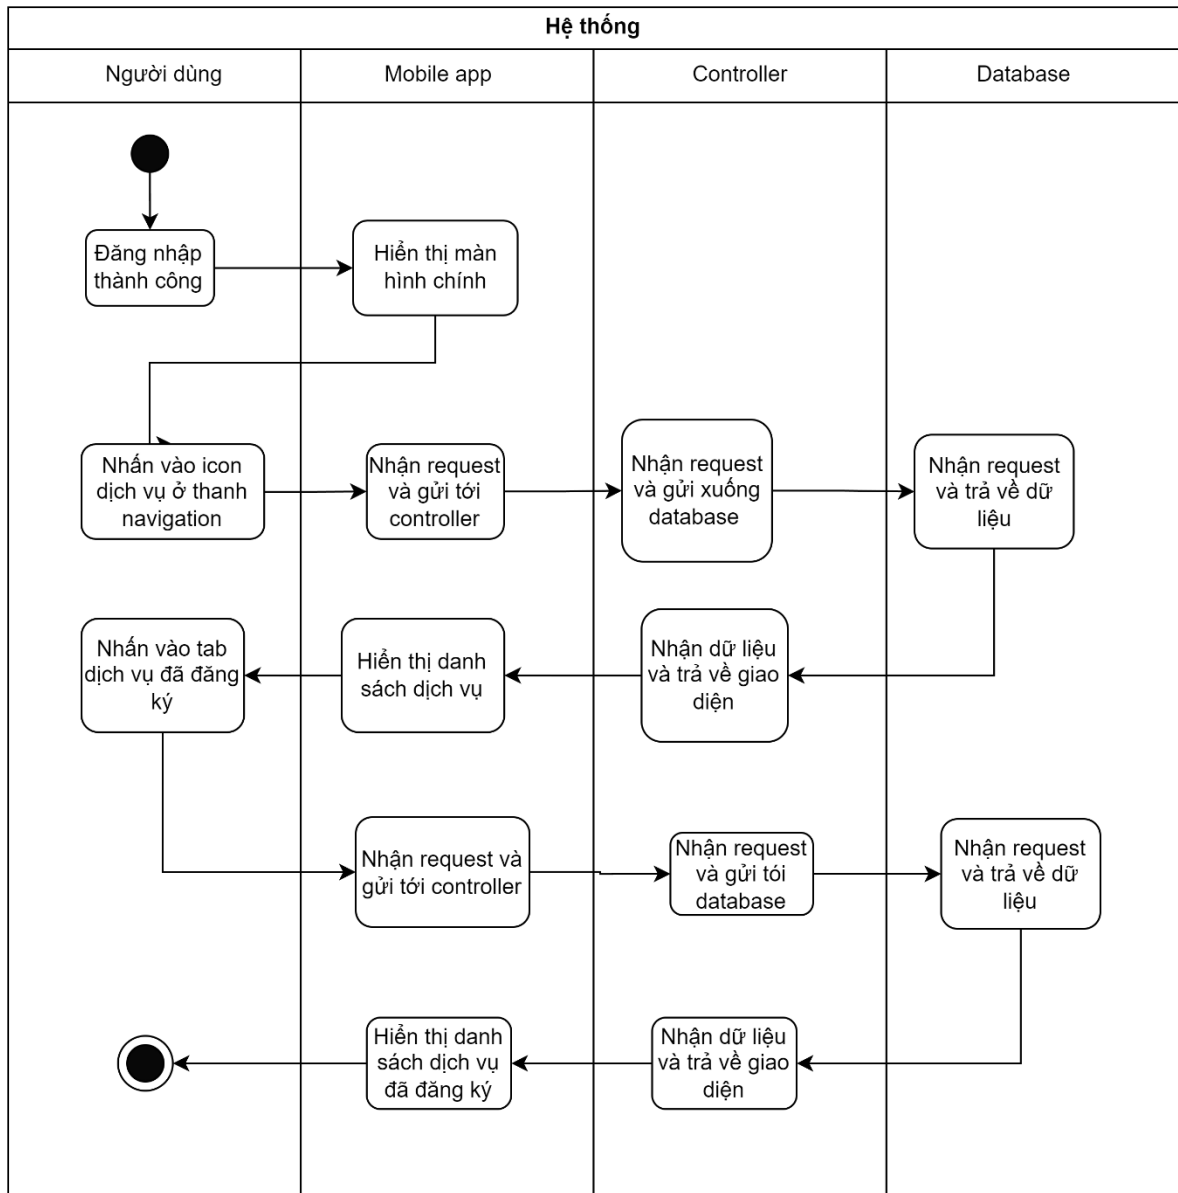 Hệ thống
Người dùng
Mobile app
Controller
Database
Đăng nhập
thành công
Hiển thị màn
hình chính
Nhấn vào icon
dịch vụ ở thanh
navigation
Nhận request
và gửi tới
controller
Nhận request
và gửi xuống
database
Nhận request
và trả về dữ
liệu
Nhấn vào tab
dịch vụ đã đăng
ký
Hiển thị danh
sách dịch vụ
Nhận dữ liệu
và trả về giao
diện
Nhận request và
gửi tới controller
Nhận request
và gửi tói
database
Nhận request
và trả về dữ
liệu
Hiển thị danh
sách dịch vụ
đã đăng ký
Nhận dữ liệu
và trả về giao
diện